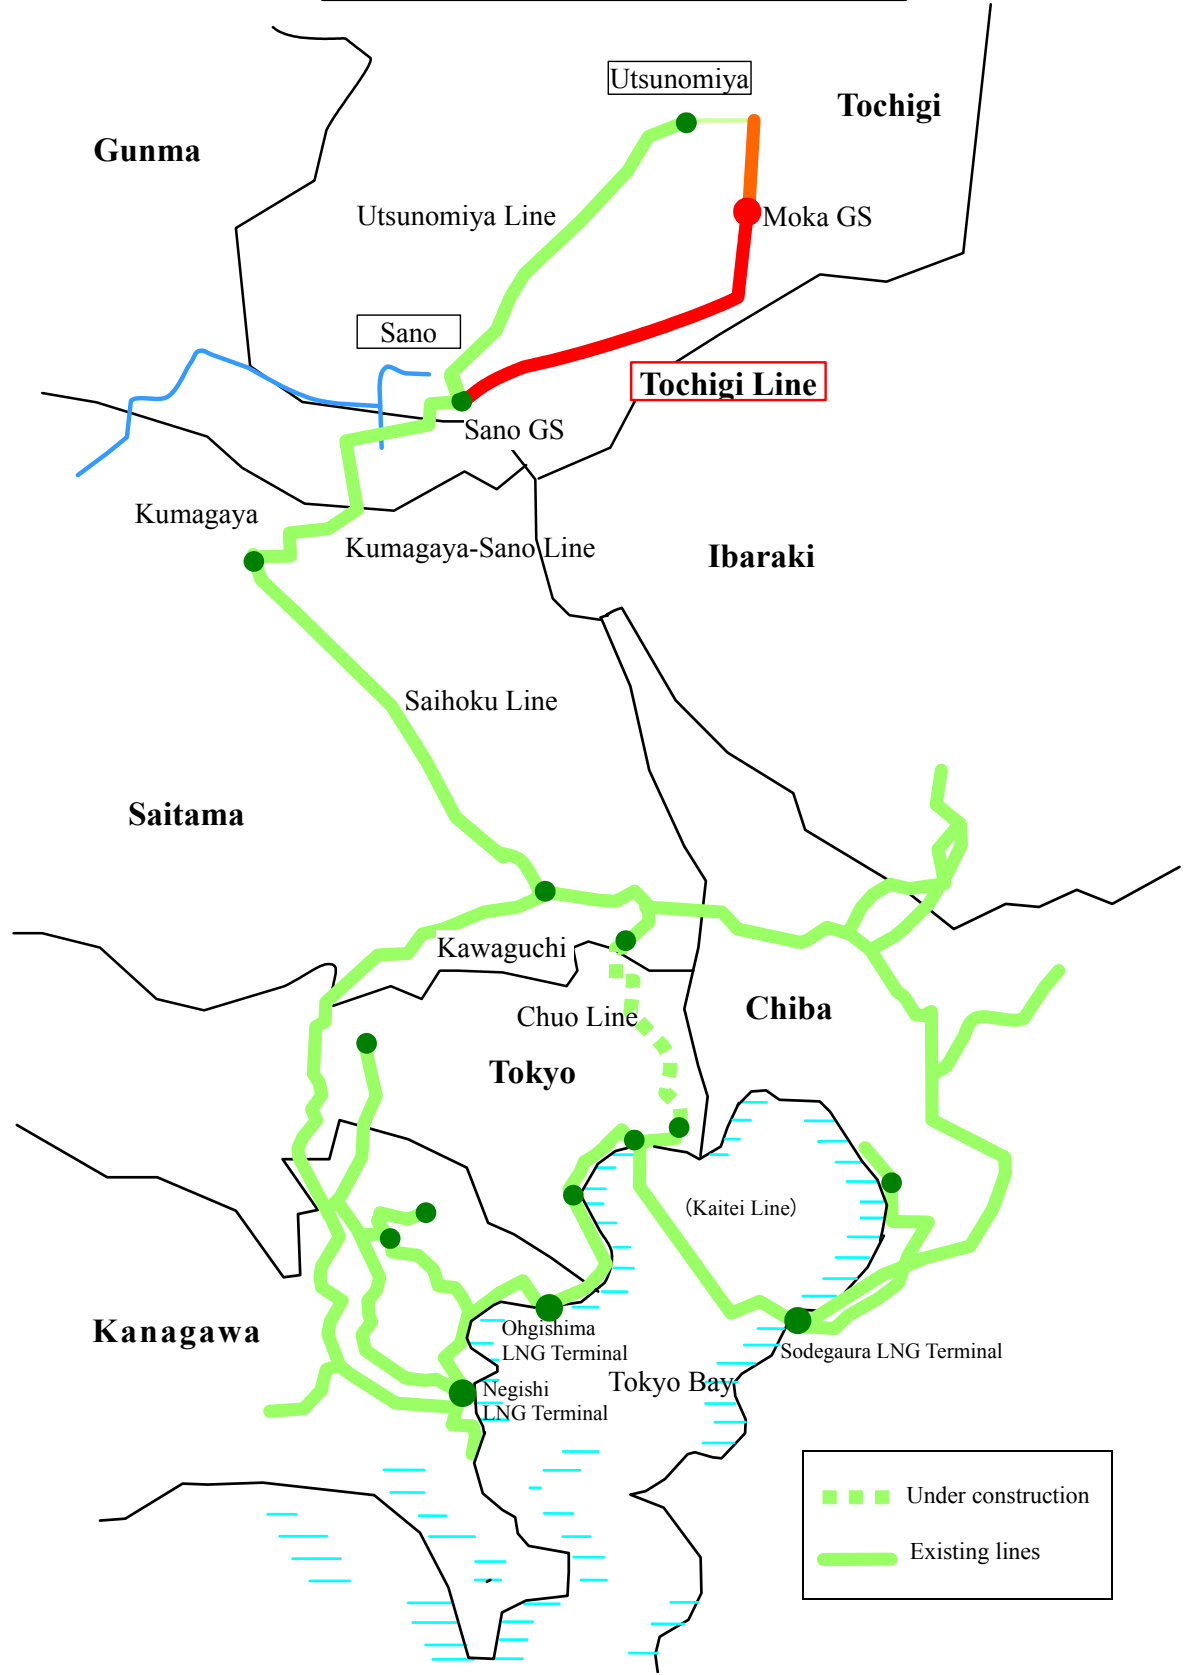 Utsunomiya
Tochigi
Gunma
Utsunomiya Line
Moka GS
Sano
Tochigi Line
Sano GS
Kumagaya
Kumagaya-Sano Line
Ibaraki
Saihoku Line
Saitama
Kawaguchi
Chuo Line
Chiba
Tokyo
(Kaitei Line)
Kanagawa
Ohgishima
LNG Terminal
Sodegaura LNG Terminal
Tokyo Bay
Negishi
LNG Terminal
Under construction
Existing lines